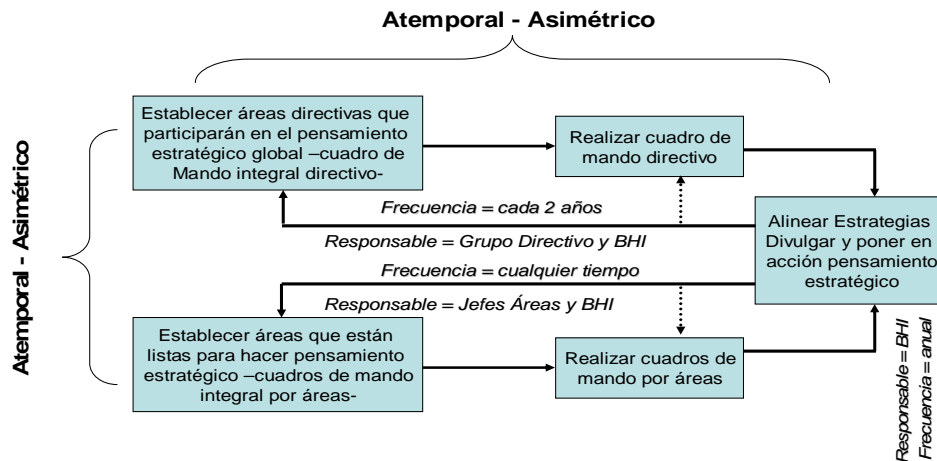 Atemporal - Asimétrico
Atemporal - Asimétrico
Establecer áreas directivas que
participarán en el pensamiento
estratégico global –cuadro de
Mando integral directivo-
Realizar cuadro de
mando directivo
Frecuencia = cada 2 años
Responsable = Grupo Directivo y BHI
Alinear Estrategias
Divulgar y poner en
acción pensamiento
estratégico
Frecuencia = cualquier tiempo
Responsable = Jefes Áreas y BHI
Establecer áreas que están
listas para hacer pensamiento
estratégico –cuadros de mando
integral por áreas-
Realizar cuadros de
mando por áreas
Responsable = BHI
Frecuencia = anual